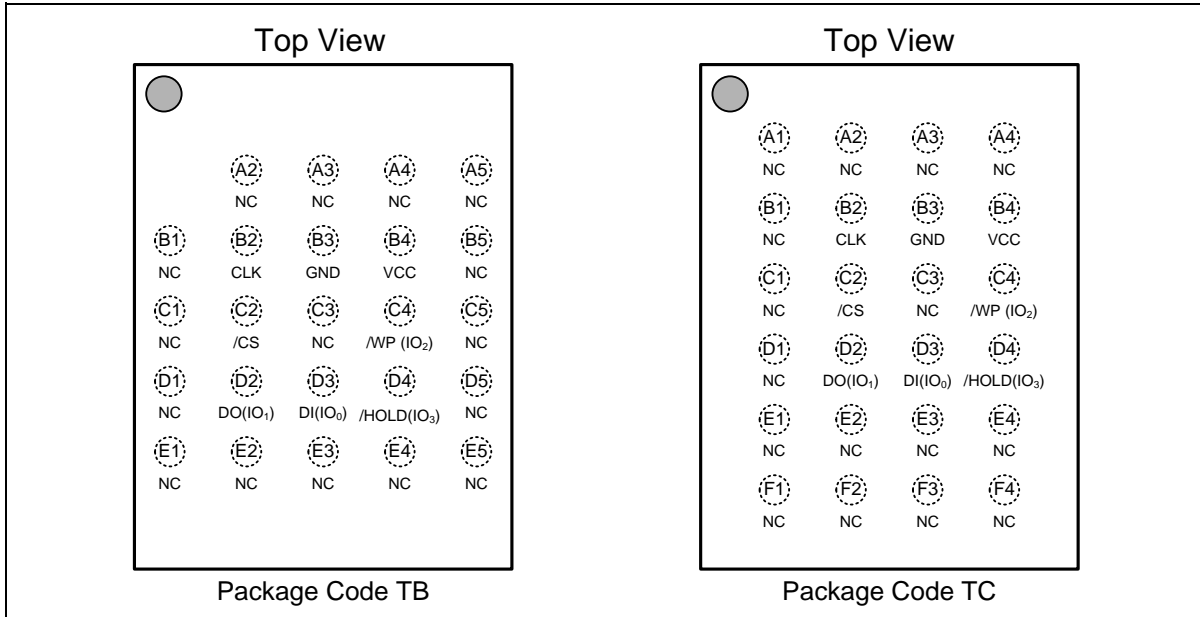 Top View
A2 A3 A4 A5
NC NC NC NC
B1 B2 B3 B4 B5
NC CLK GND VCC NC
C1 C2 C3 C4 C5
NC /CS NC /WP (IO₂) NC
D1 D2 D3 D4 D5
NC DO(IO₁) DI(IO₀) /HOLD(IO₃) NC
E1 E2 E3 E4 E5
NC NC NC NC NC
Package Code TB
Top View
A1 A2 A3 A4
NC NC NC NC
B1 B2 B3 B4
NC CLK GND VCC
C1 C2 C3 C4
NC /CS NC /WP (IO₂)
D1 D2 D3 D4
NC DO(IO₁) DI(IO₀) /HOLD(IO₃)
E1 E2 E3 E4
NC NC NC NC
F1 F2 F3 F4
NC NC NC NC
Package Code TC